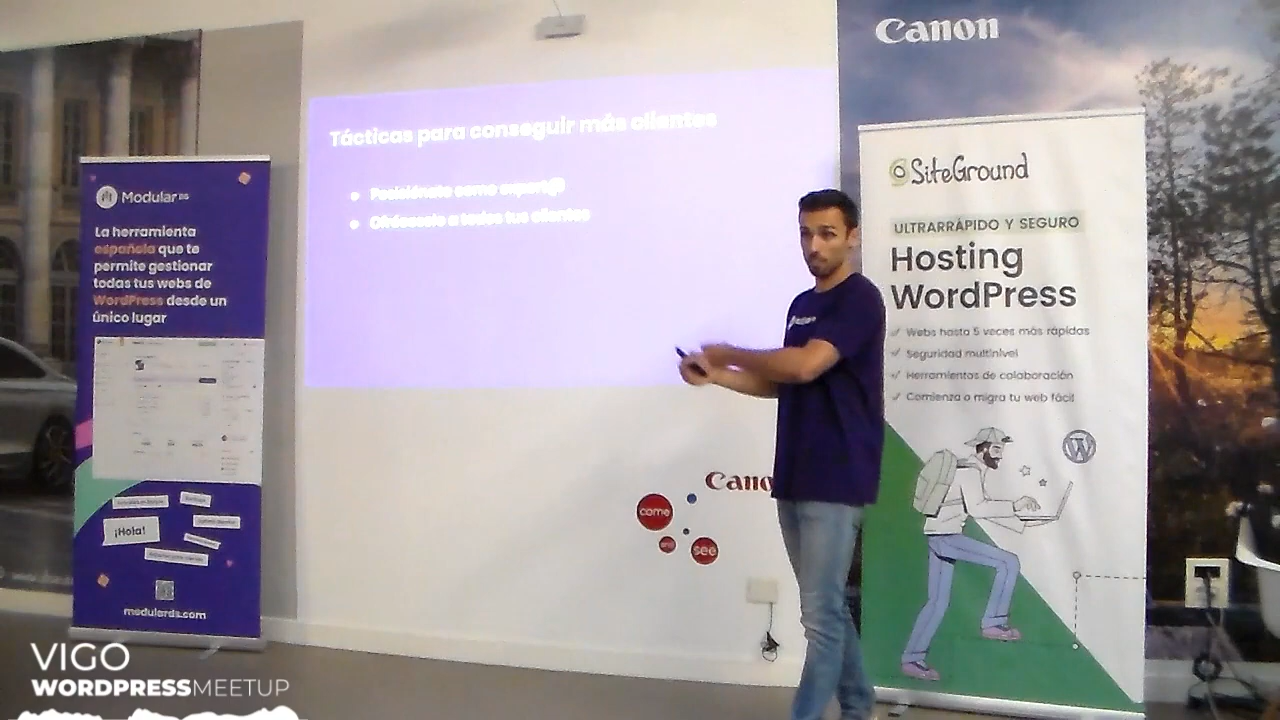 Canon
Modular DS
La herramienta
española que te
permite gestionar
todas tus webs de
WordPress desde un
único lugar
¡Hola!
modulards.com
Tácticas para conseguir más clientes
Posiciónate como expert@
Ofréceselo a todos tus clientes
SiteGround
ULTRARRÁPIDO Y SEGURO
Hosting
WordPress
Webs hasta 5 veces más rápidas
Seguridad multinivel
Herramientas de colaboración
Comienza o migra tu web fácil
Cano
come
and
see
VIGO
WORDPRESSMEETUP